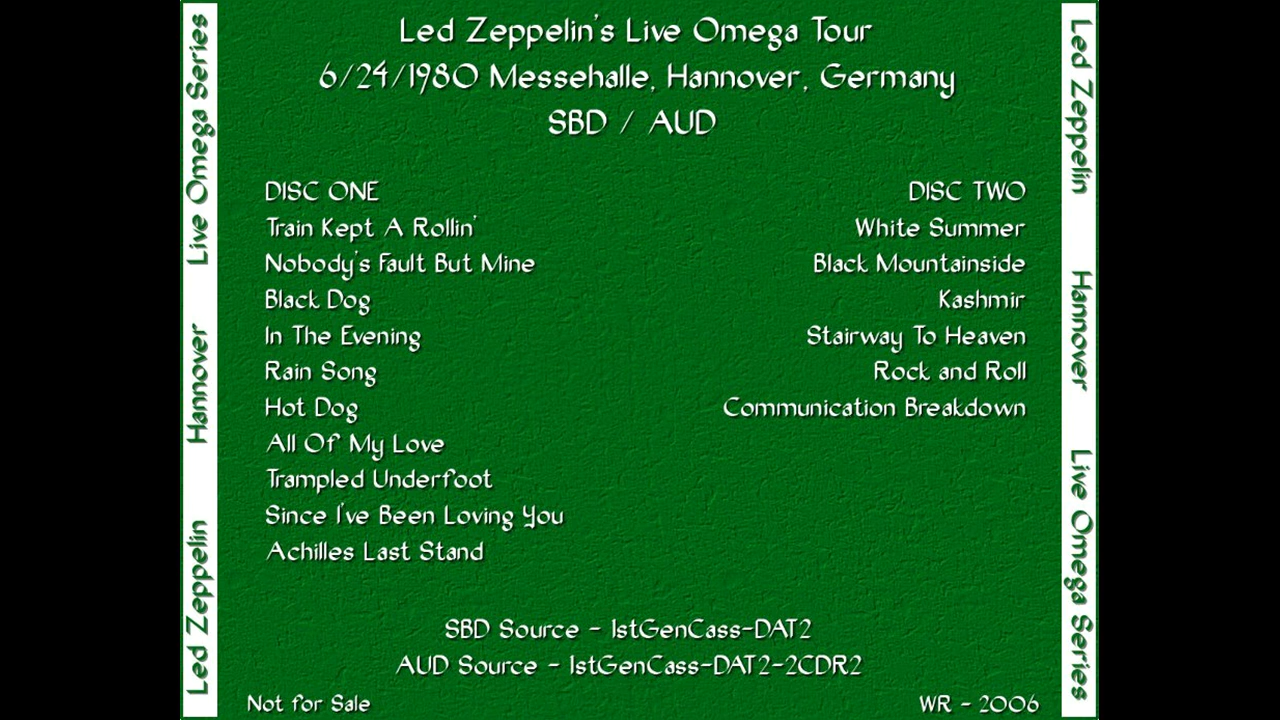 Led Zeppelin's Live Omega Tour
6/24/1980 Messehalle, Hannover, Germany
SBD / AUD
DISC ONE
Train Kept A Rollin'
Nobody's Fault But Mine
Black Dog
In The Evening
Rain Song
Hot Dog
All Of My Love
Trampled Underfoot
Since I've Been Loving You
Achilles Last Stand
DISC TWO
White Summer
Black Mountainside
Kashmir
Stairway To Heaven
Rock and Roll
Communication Breakdown
SBD Source - 1stGenCass-DAT2
AUD Source - 1stGenCass-DAT2-2CDR2
Not for Sale
WR - 2006
Led Zeppelin Hannover Live Omega Series
Led Zeppelin Hannover Live Omega Series